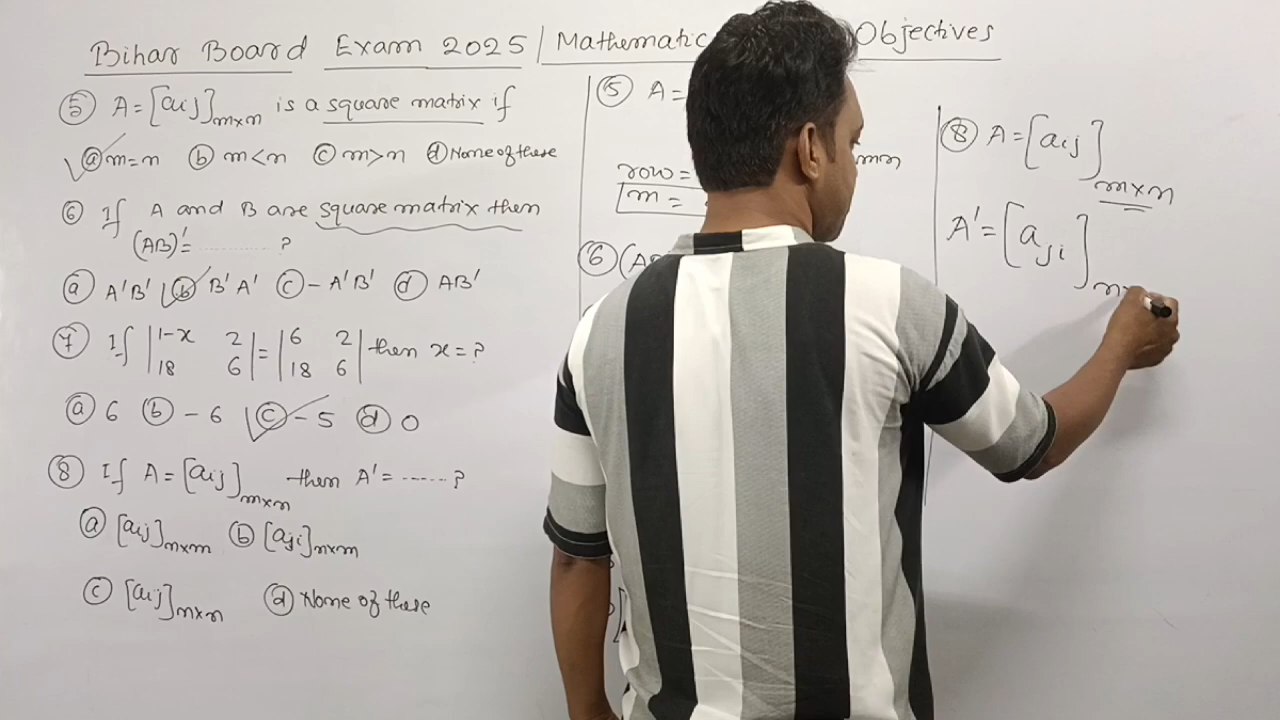 Bihar Board Exam 2025 | Mathematic Objectives
⑤ A = [aij]m×n is a square matrix if
ⓐ m=n ⓑ m<n ⓒ m>n ⓓ None of these
⑥ If A and B are square matrix then
(AB)' = ........... ?
ⓐ A'B' ⓑ B'A' ⓒ - A'B' ⓓ AB'
⑦ If |1-x 2| = |6 2| then x = ?
|18 6| |18 6|
ⓐ 6 ⓑ - 6 ⓒ - 5 ⓓ 0
⑧ If A = [aij]m×n then A' = ...... ?
ⓐ [aij]n×m ⓑ [aji]n×m
ⓒ [aij]m×n ⓓ None of these
⑤ A =
row =
m =
⑥ (A
⑧ A = [aij]m×n
A' = [aji]n